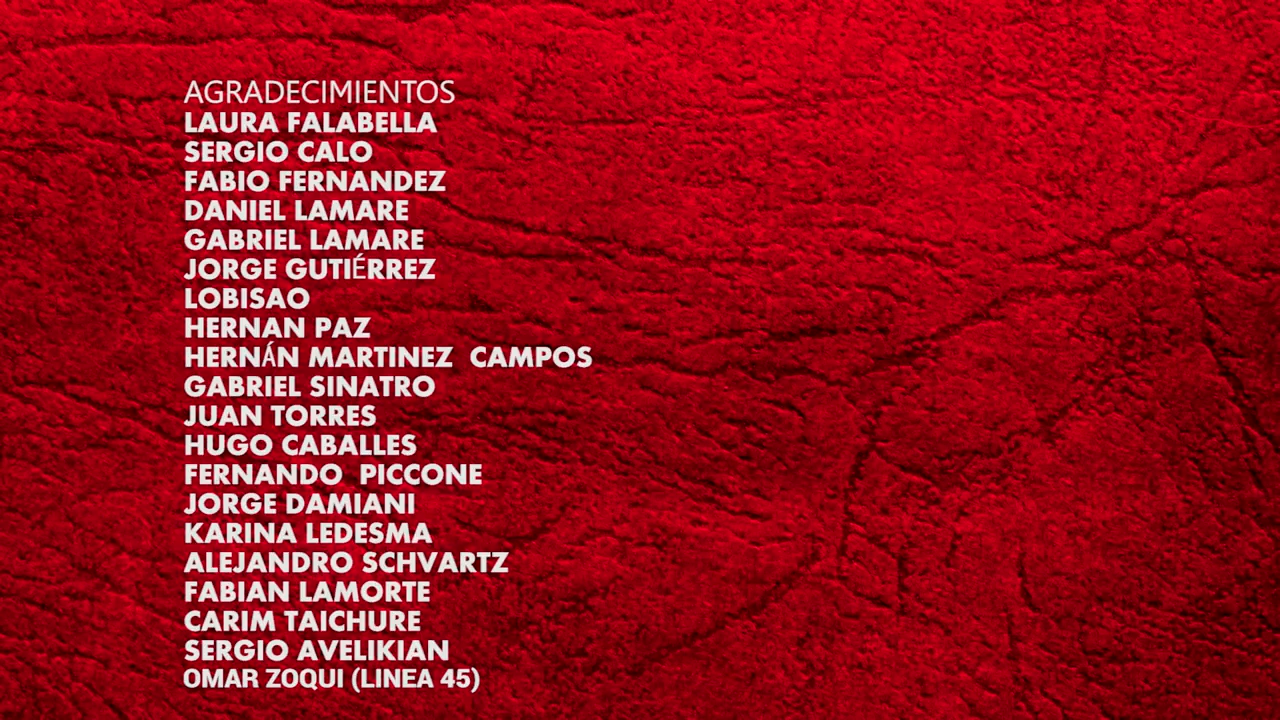 AGRADECIMIENTOS
LAURA FALABELLA
SERGIO CALO
FABIO FERNANDEZ
DANIEL LAMARE
GABRIEL LAMARE
JORGE GUTIÉRREZ
LOBISAO
HERNAN PAZ
HERNÁN MARTINEZ  CAMPOS
GABRIEL SINATRO
JUAN TORRES
HUGO CABALLES
FERNANDO  PICCONE
JORGE DAMIANI
KARINA LEDESMA
ALEJANDRO SCHVARTZ
FABIAN LAMORTE
CARIM TAICHURE
SERGIO AVELIKIAN
OMAR ZOQUI (LINEA 45)